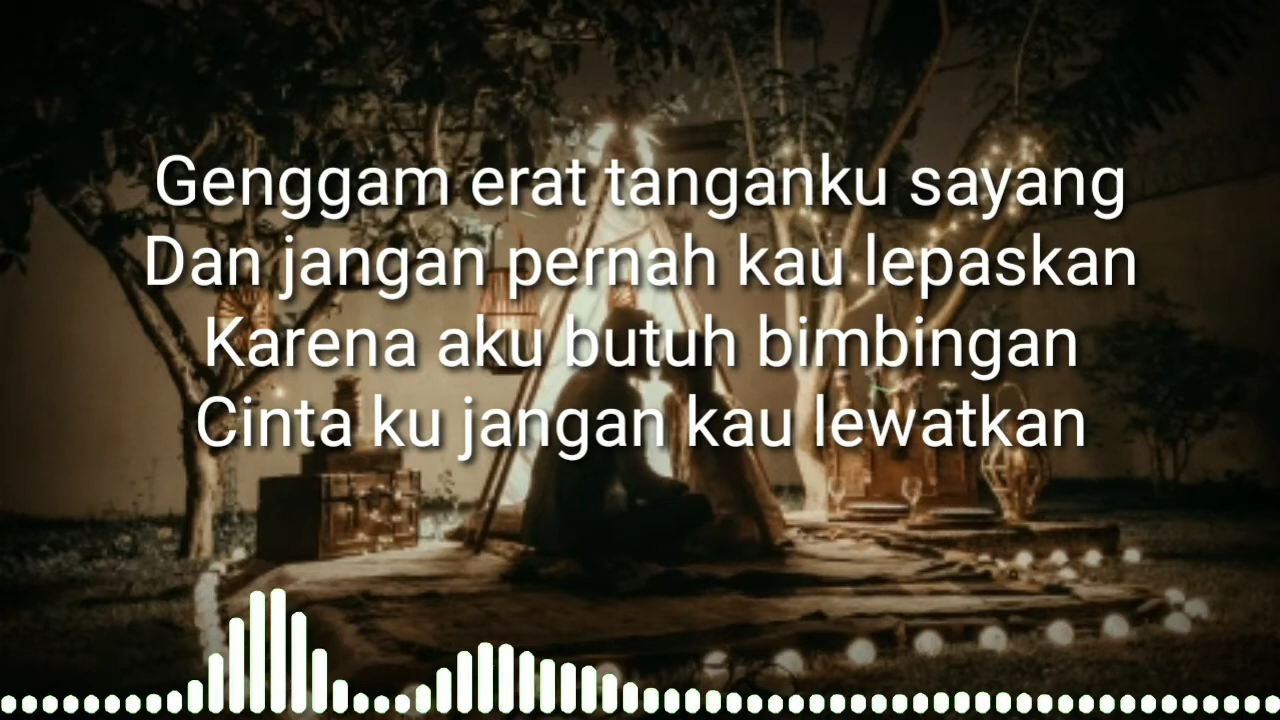 Genggam erat tanganku sayang
Dan jangan pernah kau lepaskan
Karena aku butuh bimbingan
Cinta ku jangan kau lewatkan